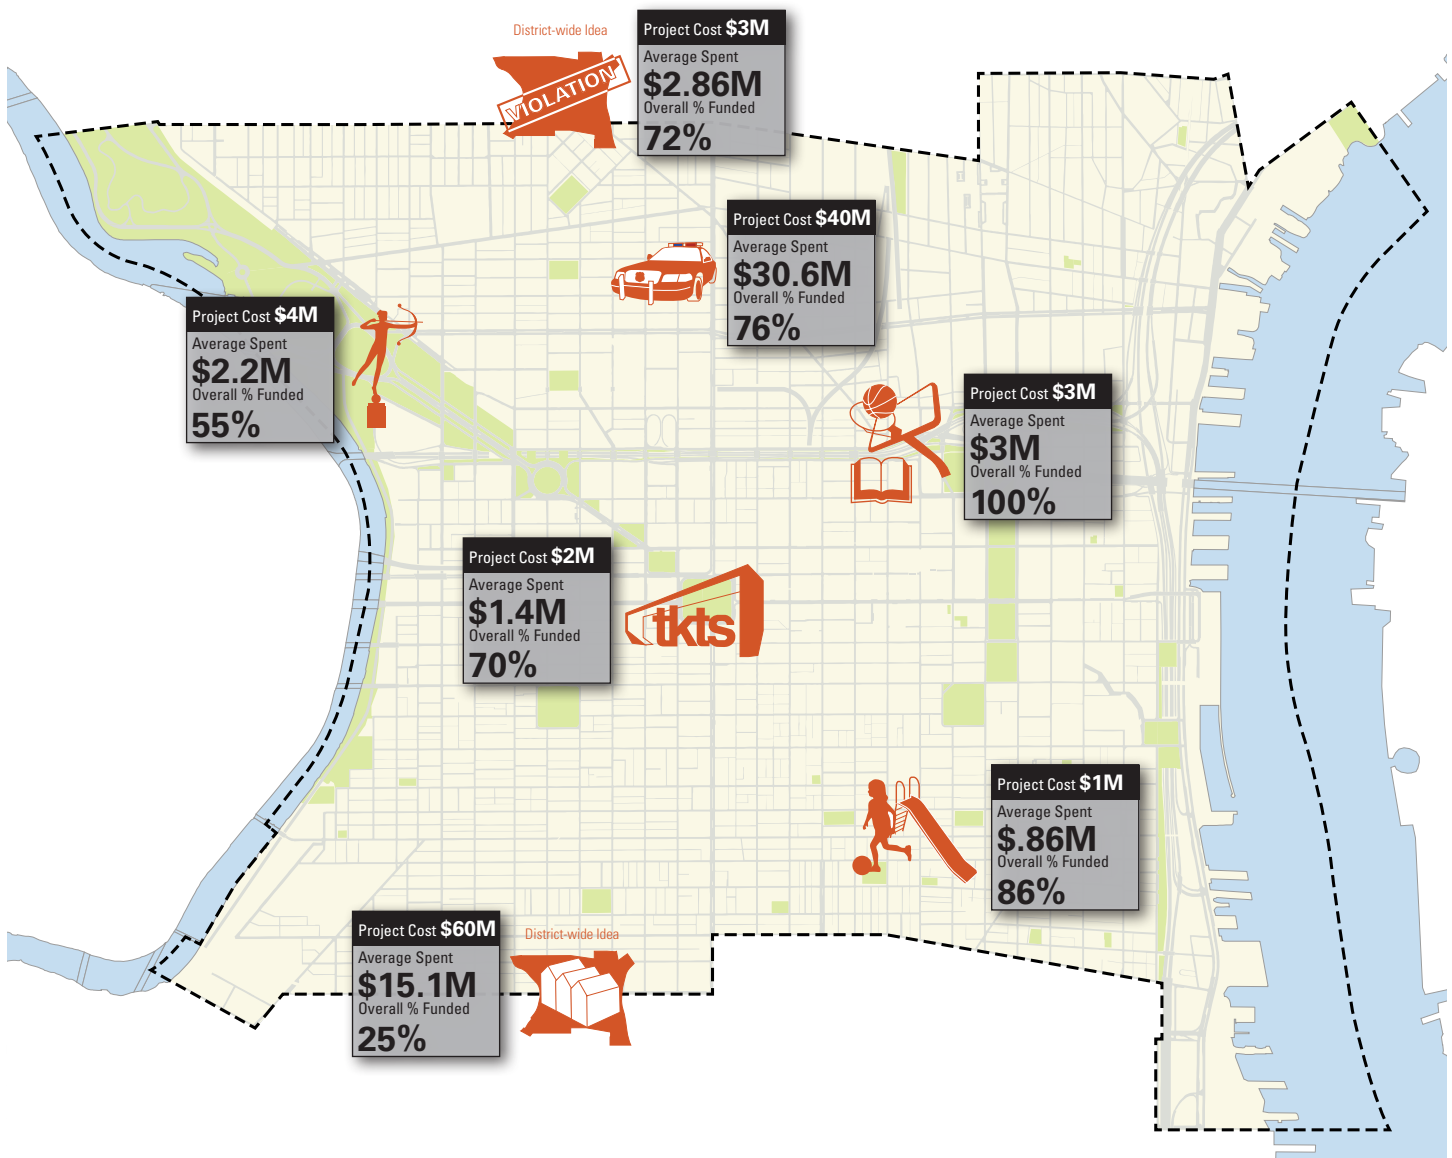 District-wide Idea
VIOLATION
Project Cost $3M
Average Spent
$2.86M
Overall % Funded
72%
Project Cost $40M
Average Spent
$30.6M
Overall % Funded
76%
Project Cost $4M
Average Spent
$2.2M
Overall % Funded
55%
Project Cost $3M
Average Spent
$3M
Overall % Funded
100%
Project Cost $2M
Average Spent
$1.4M
Overall % Funded
70%
tkts
Project Cost $1M
Average Spent
$.86M
Overall % Funded
86%
Project Cost $60M
Average Spent
$15.1M
Overall % Funded
25%
District-wide Idea